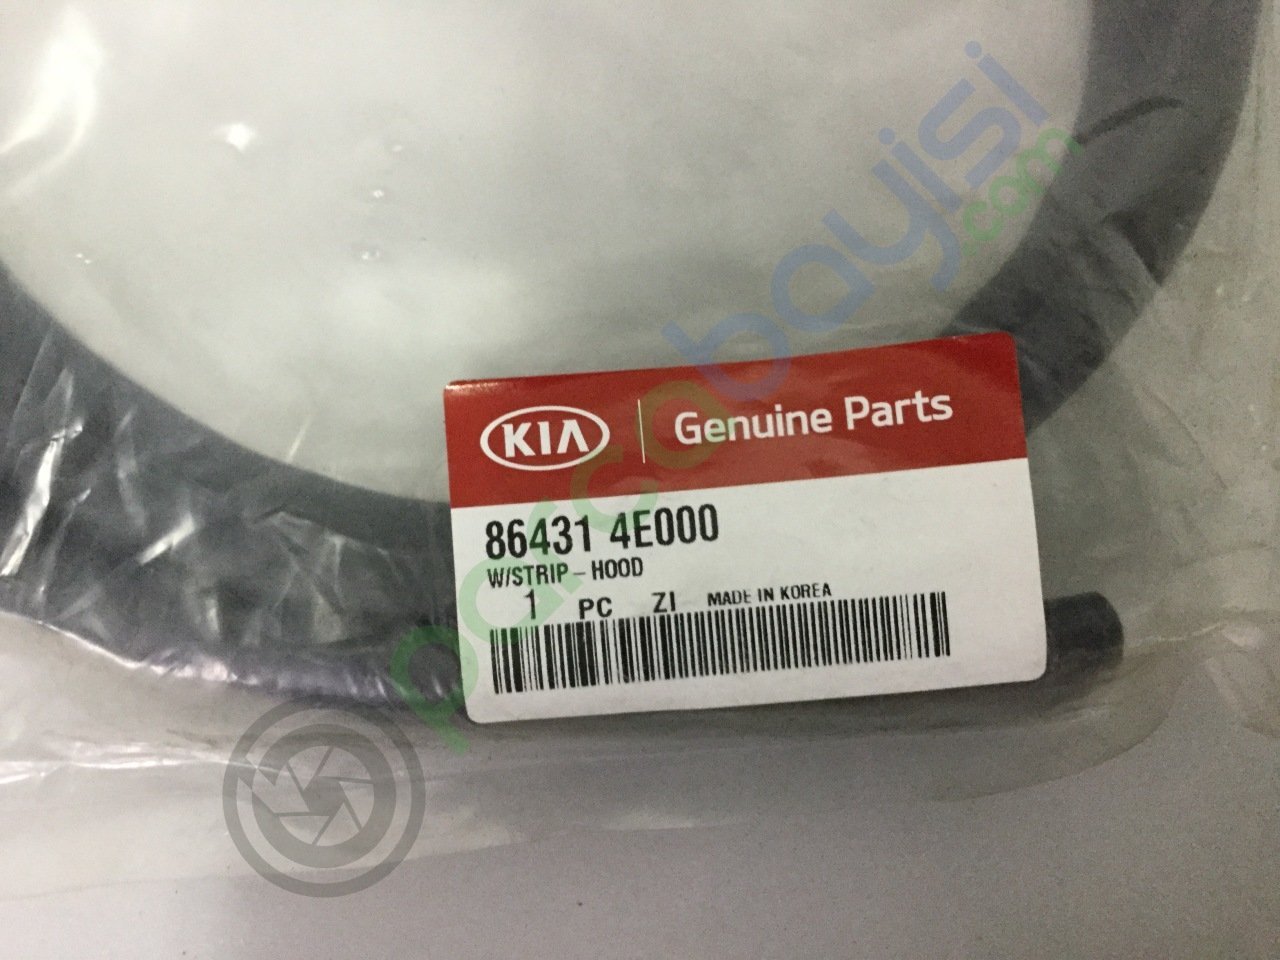 KIA Genuine Parts
86431 4E000
W/STRIP - HOOD
1 PC ZI MADE IN KOREA
parcabayisi
.com